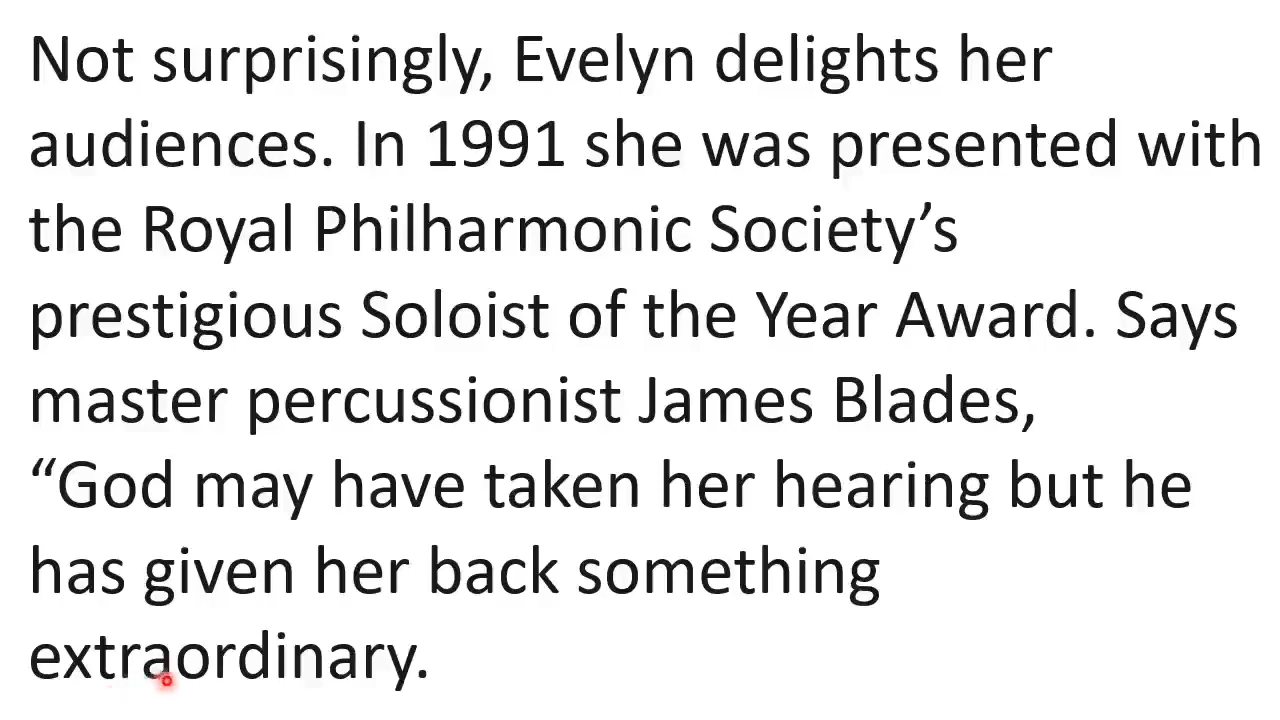 Not surprisingly, Evelyn delights her
audiences. In 1991 she was presented with
the Royal Philharmonic Society’s
prestigious Soloist of the Year Award. Says
master percussionist James Blades,
“God may have taken her hearing but he
has given her back something
extraordinary.